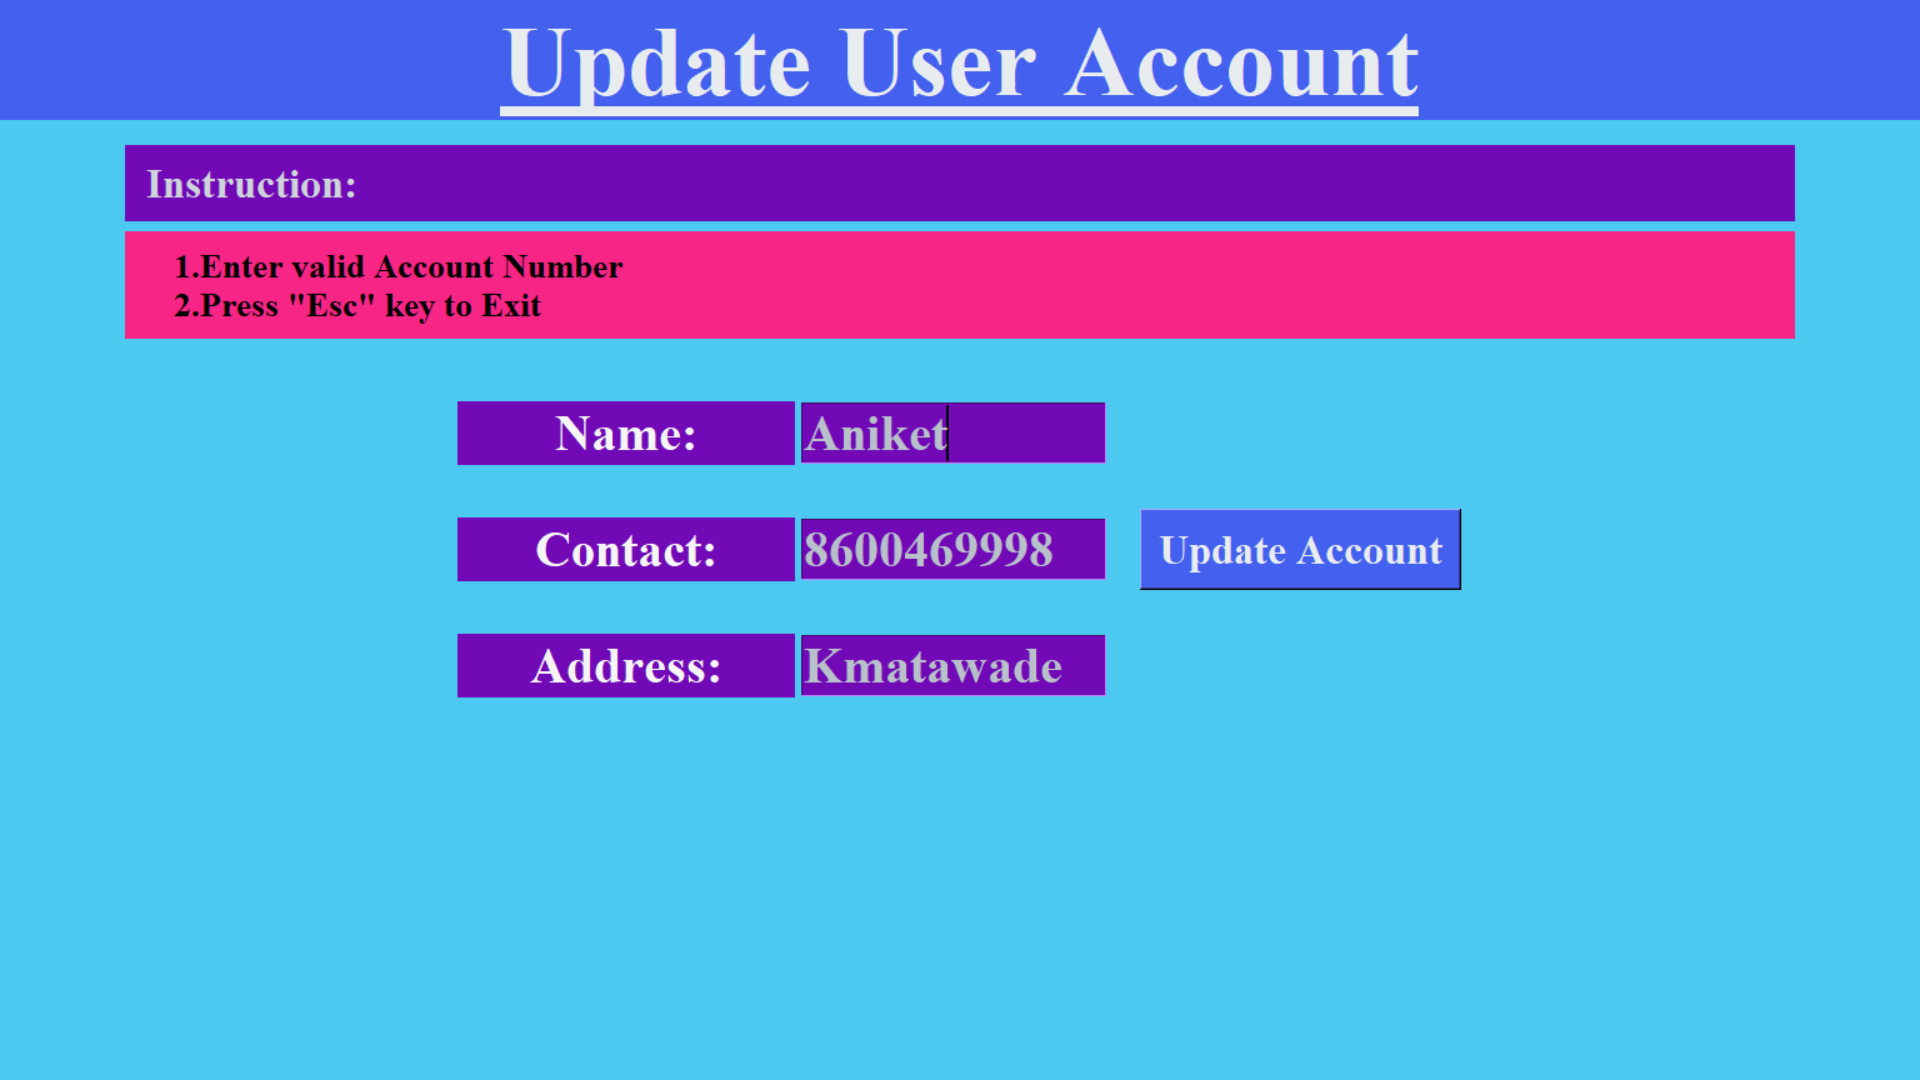 Update User Account
Instruction:
1.Enter valid Account Number
2.Press "Esc" key to Exit
Name: Aniket
Contact: 8600469998
Update Account
Address: Kmatawade